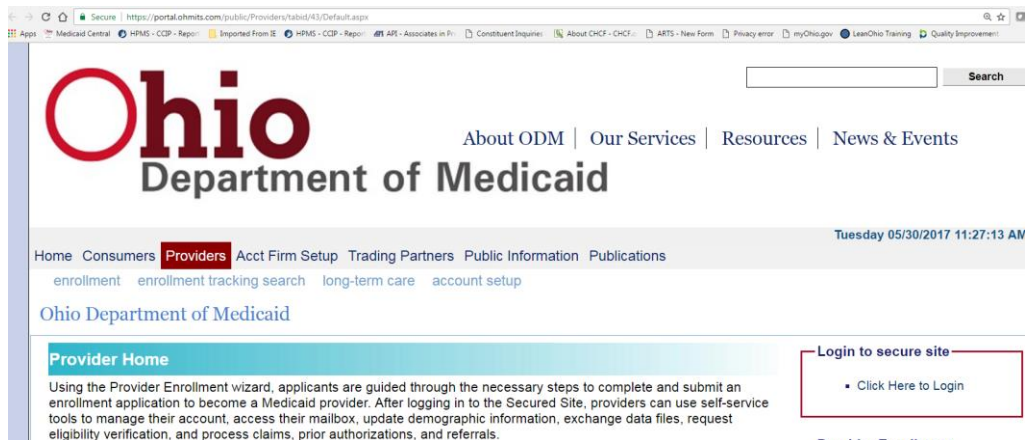 Secure | https://portal.ohmits.com/public/Providers/tabid/43/Default.aspx
Apps Medicaid Central HPMS - CCIP - Repor Imported From IE HPMS - CCIP - Repor API - Associates in Pr Constituent Inquiries About CHCF - CHCF ARTS - New Form Privacy error myOhio.gov LeanOhio Training Quality Improvement
Search
Ohio
Department of Medicaid
About ODM | Our Services | Resources | News & Events
Tuesday 05/30/2017 11:27:13 AM
Home Consumers Providers Acct Firm Setup Trading Partners Public Information Publications
enrollment enrollment tracking search long-term care account setup
Ohio Department of Medicaid
Provider Home
Using the Provider Enrollment wizard, applicants are guided through the necessary steps to complete and submit an
enrollment application to become a Medicaid provider. After logging in to the Secured Site, providers can use self-service
tools to manage their account, access their mailbox, update demographic information, exchange data files, request
eligibility verification, and process claims, prior authorizations, and referrals.
Login to secure site
Click Here to Login